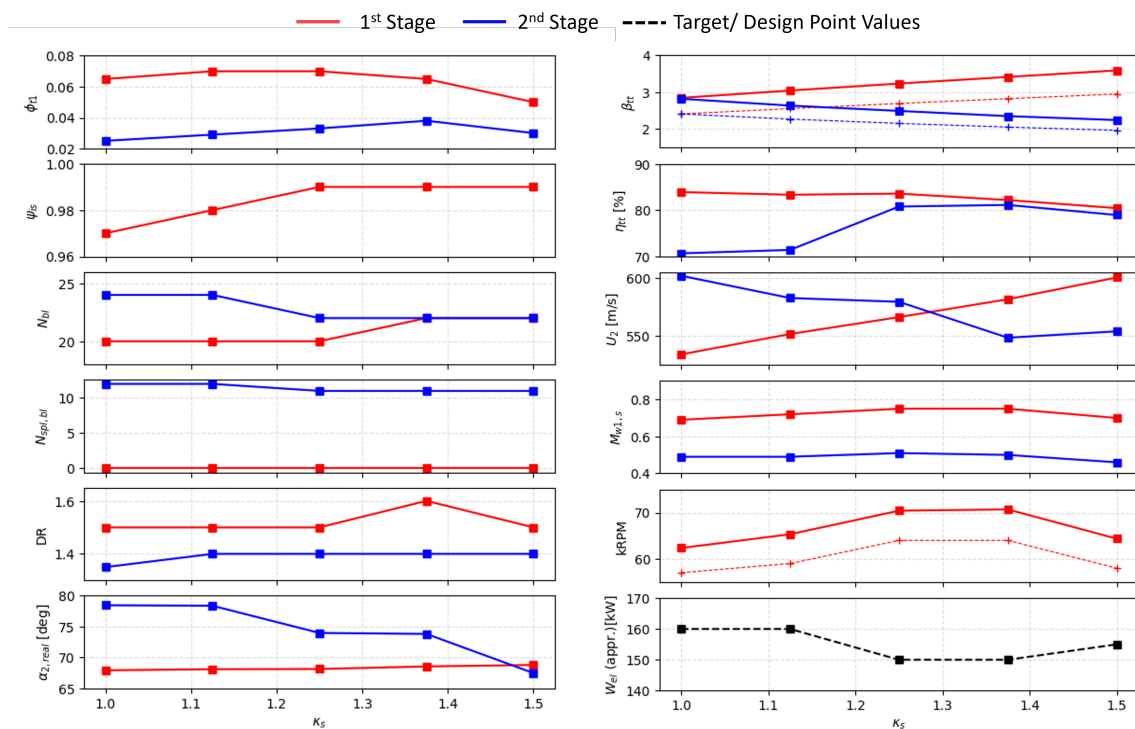 1st Stage 2nd Stage Target/ Design Point Values
0.08
0.06
0.04
0.02
ϕt1
1.00
0.98
0.96
ψis
25
20
Nbl
10
5
0
Nspl,bl
1.6
1.4
DR
80
75
70
65
α2,real [deg]
1.0 1.1 1.2 1.3 1.4 1.5
κs
4
3
2
βtt
90
80
70
ηtt [%]
600
550
U2 [m/s]
0.8
0.6
0.4
Mw1,s
70
60
kRPM
170
160
150
140
Wel (appr.)[kW]
1.0 1.1 1.2 1.3 1.4 1.5
κs